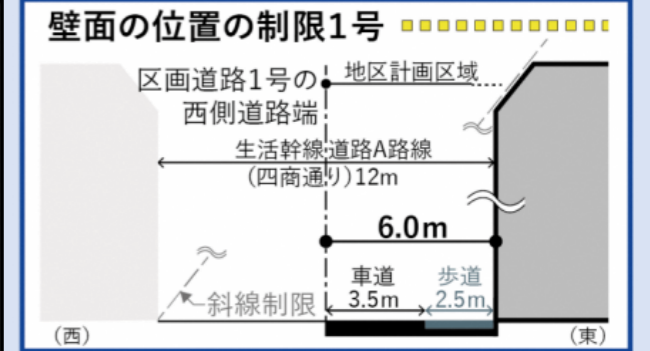 壁面の位置の制限1号
区画道路1号の
西側道路端
地区計画区域
生活幹線道路A路線
(四商通り)12m
6.0m
車道
3.5m
歩道
2.5m
斜線制限
(西)
(東)